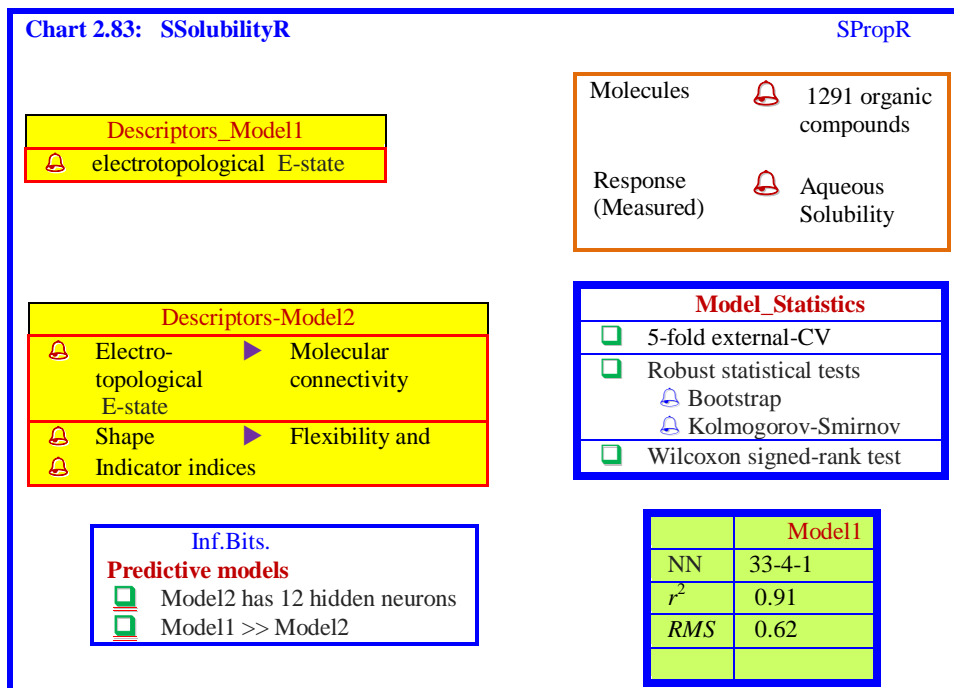 Chart 2.83: SSolubilityR SPropR
Molecules 1291 organic
compounds
Response Aqueous
(Measured) Solubility
Descriptors_Model1
electrotopological E-state
Descriptors-Model2
Electro- Molecular
topological connectivity
E-state
Shape Flexibility and
Indicator indices
Model_Statistics
5-fold external-CV
Robust statistical tests
Bootstrap
Kolmogorov-Smirnov
Wilcoxon signed-rank test
Inf.Bits.
Predictive models
Model2 has 12 hidden neurons
Model1 >> Model2
Model1
NN 33-4-1
r² 0.91
RMS 0.62